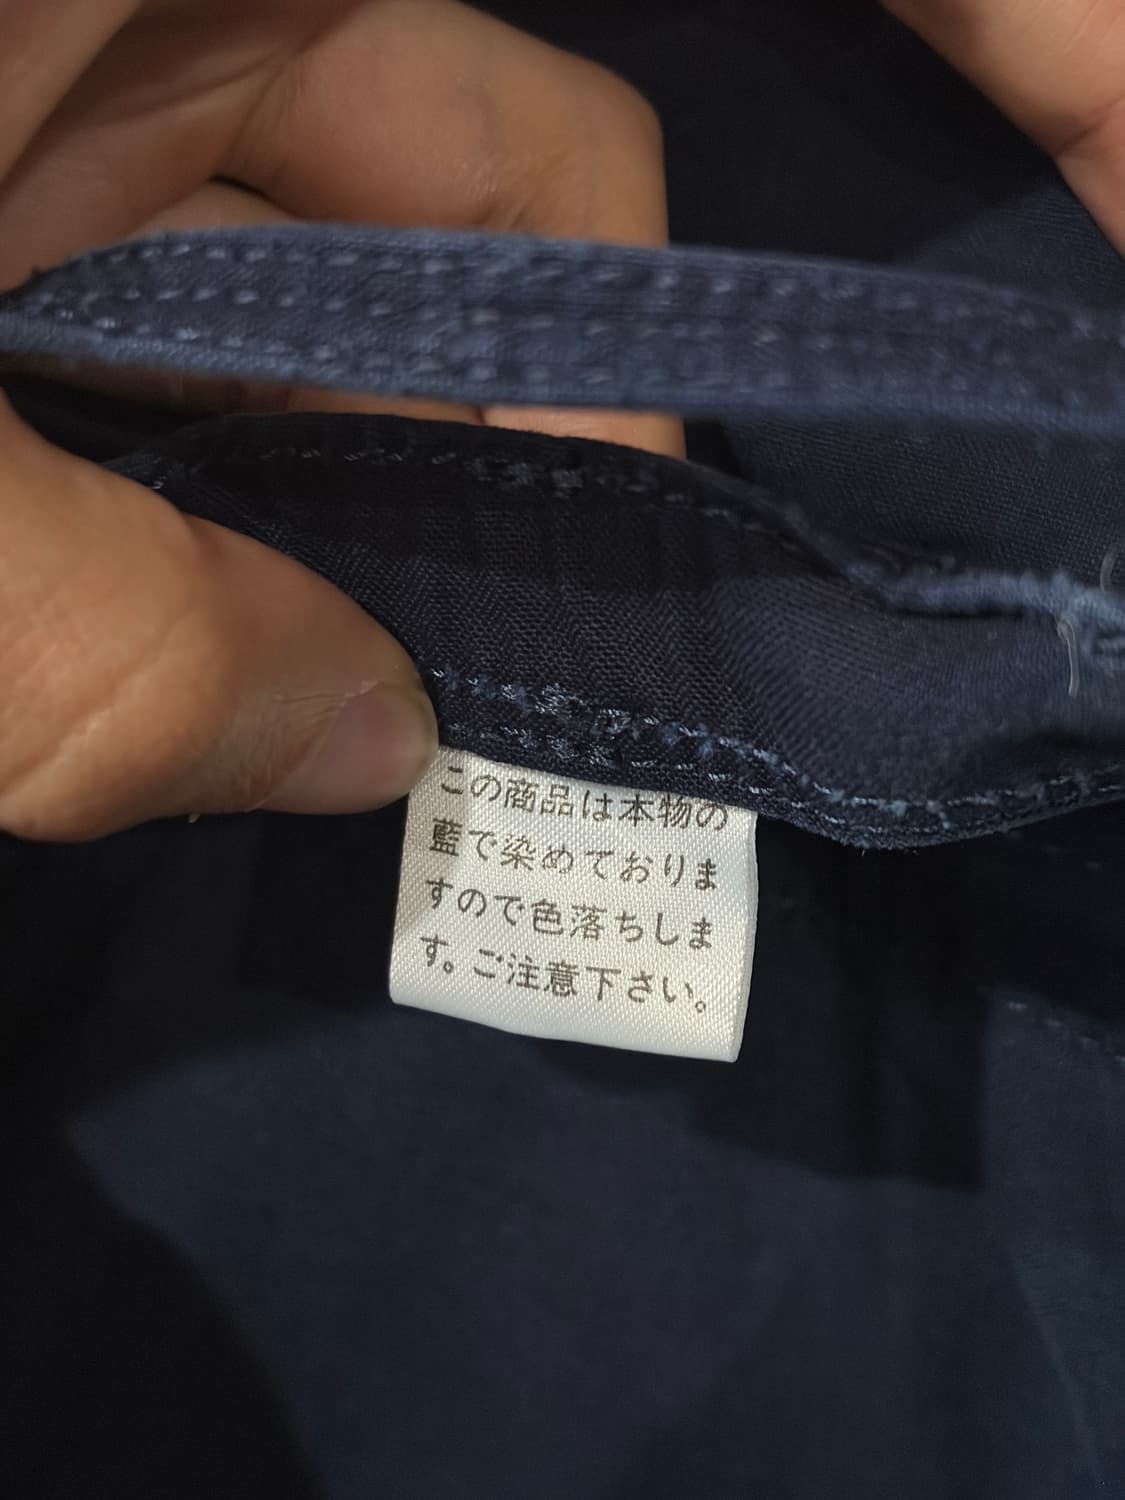 この商品は本物の
藍で染めておりま
すので色落ちしま
す。ご注意下さい。